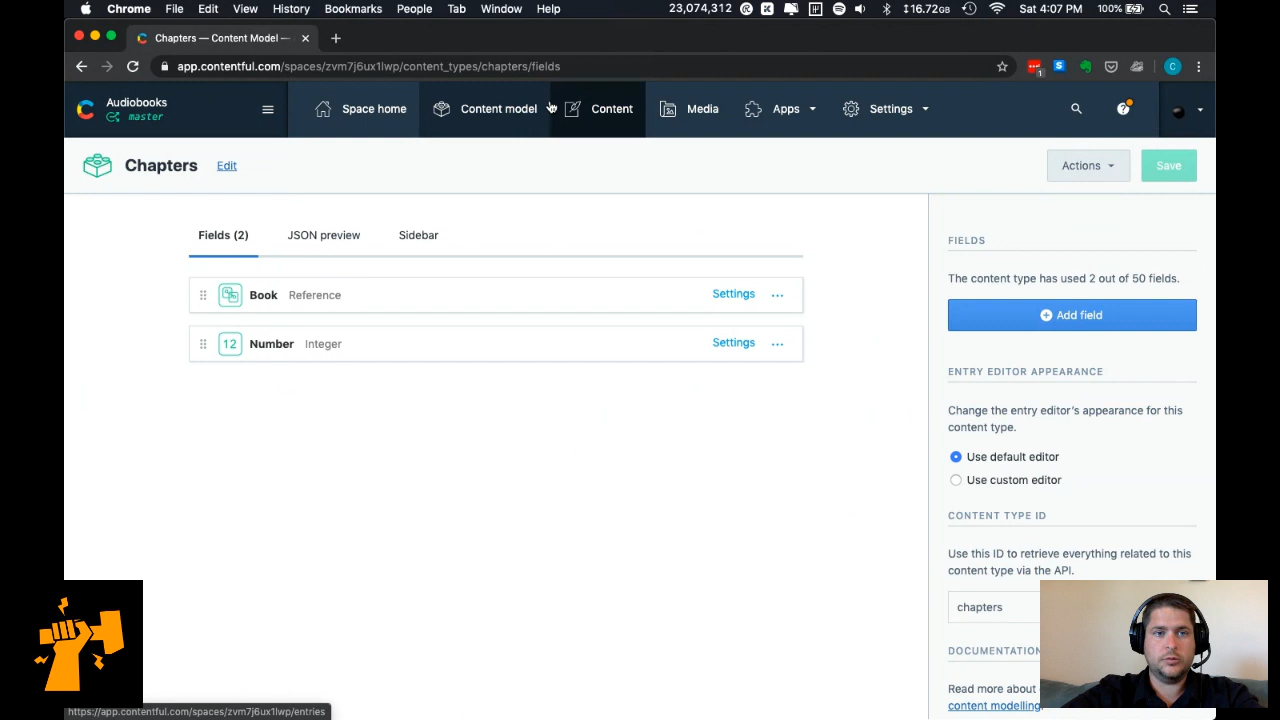 Chrome File Edit View History Bookmarks People Tab Window Help 23,074,312 16.72GB Sat 4:07 PM 100%
Chapters — Content Model —
app.contentful.com/spaces/zvm7j6ux1lwp/content_types/chapters/fields 1 C
Audiobooks
master
Space home Content model Content Media Apps Settings
Chapters Edit Actions Save
Fields (2) JSON preview Sidebar
Book Reference Settings ...
12 Number Integer Settings ...
FIELDS
The content type has used 2 out of 50 fields.
Add field
ENTRY EDITOR APPEARANCE
Change the entry editor's appearance for this
content type.
Use default editor
Use custom editor
CONTENT TYPE ID
Use this ID to retrieve everything related to this
content type via the API.
chapters
DOCUMENTATION
Read more about
content modelling
https://app.contentful.com/spaces/zvm7j6ux1lwp/entries